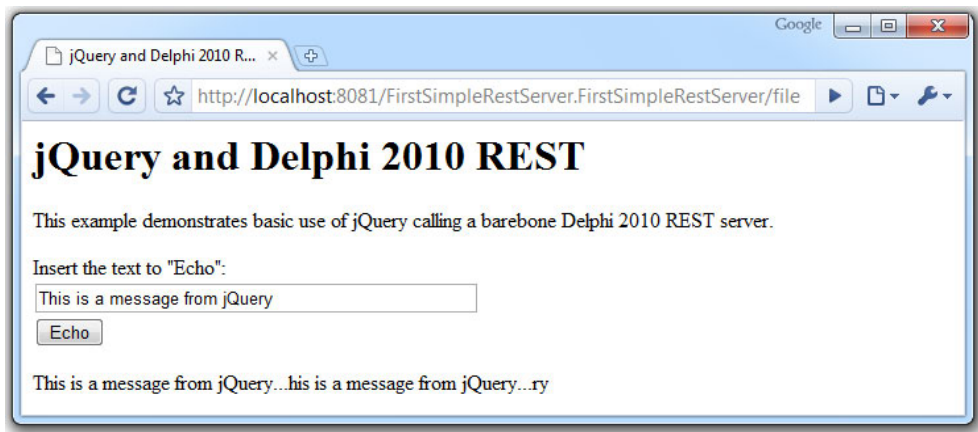 Google
jQuery and Delphi 2010 R...
http://localhost:8081/FirstSimpleRestServer.FirstSimpleRestServer/file
jQuery and Delphi 2010 REST
This example demonstrates basic use of jQuery calling a barebone Delphi 2010 REST server.
Insert the text to "Echo":
This is a message from jQuery
Echo
This is a message from jQuery...his is a message from jQuery...ry